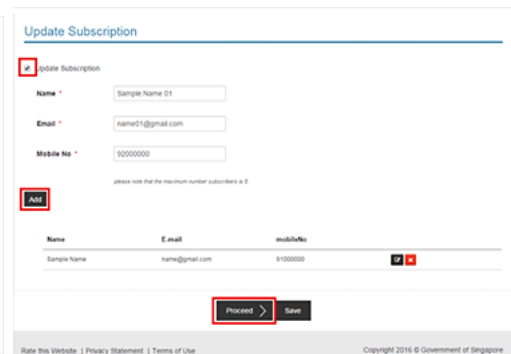 Update Subscription
Update Subscription
Name *
Sample Name 01
Email *
name01@gmail.com
Mobile No *
92000000
please note that the maximum number subscribers is 5
Add
Name E.mail mobileNo
Sample Name name@gmail.com 91000000
Proceed Save
Rate this Website | Privacy Statement | Terms of Use Copyright 2016 © Government of Singapore